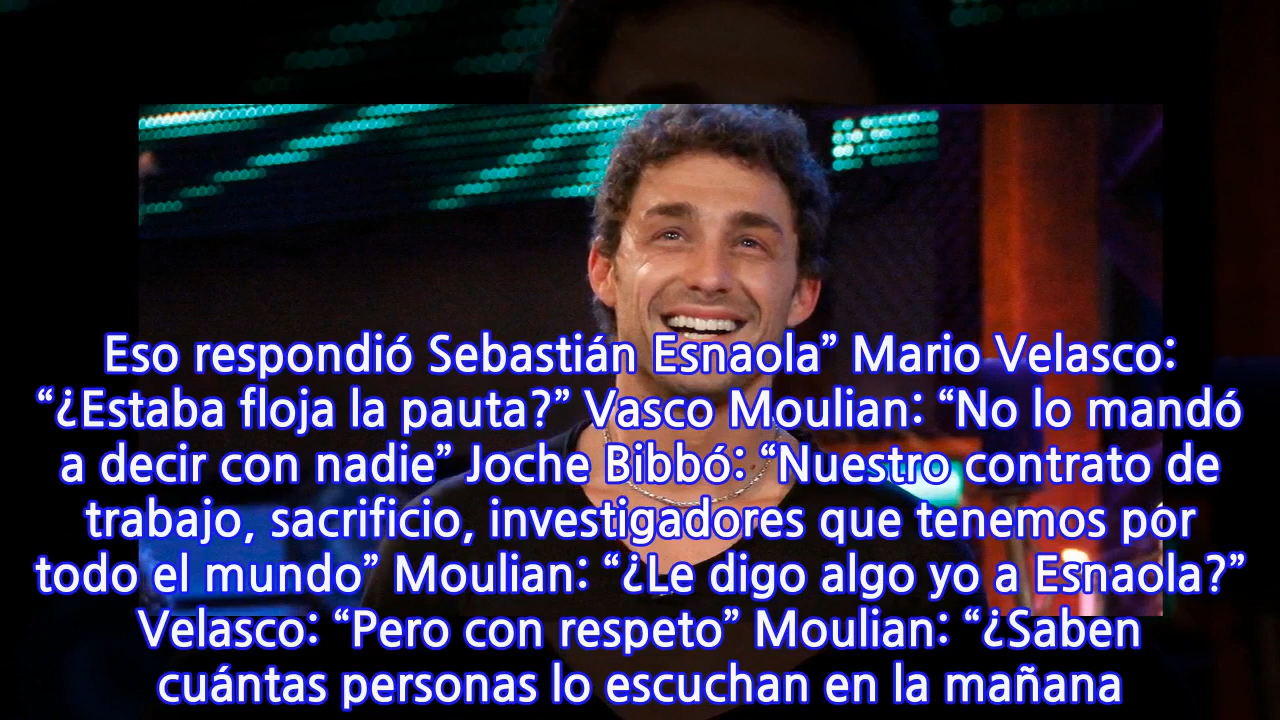 Eso respondió Sebastián Esnaola” Mario Velasco:
“¿Estaba floja la pauta?” Vasco Moulian: “No lo mandó
a decir con nadie” Joche Bibbó: “Nuestro contrato de
trabajo, sacrificio, investigadores que tenemos por
todo el mundo” Moulian: “¿Le digo algo yo a Esnaola?”
Velasco: “Pero con respeto” Moulian: “¿Saben
cuántas personas lo escuchan en la mañana